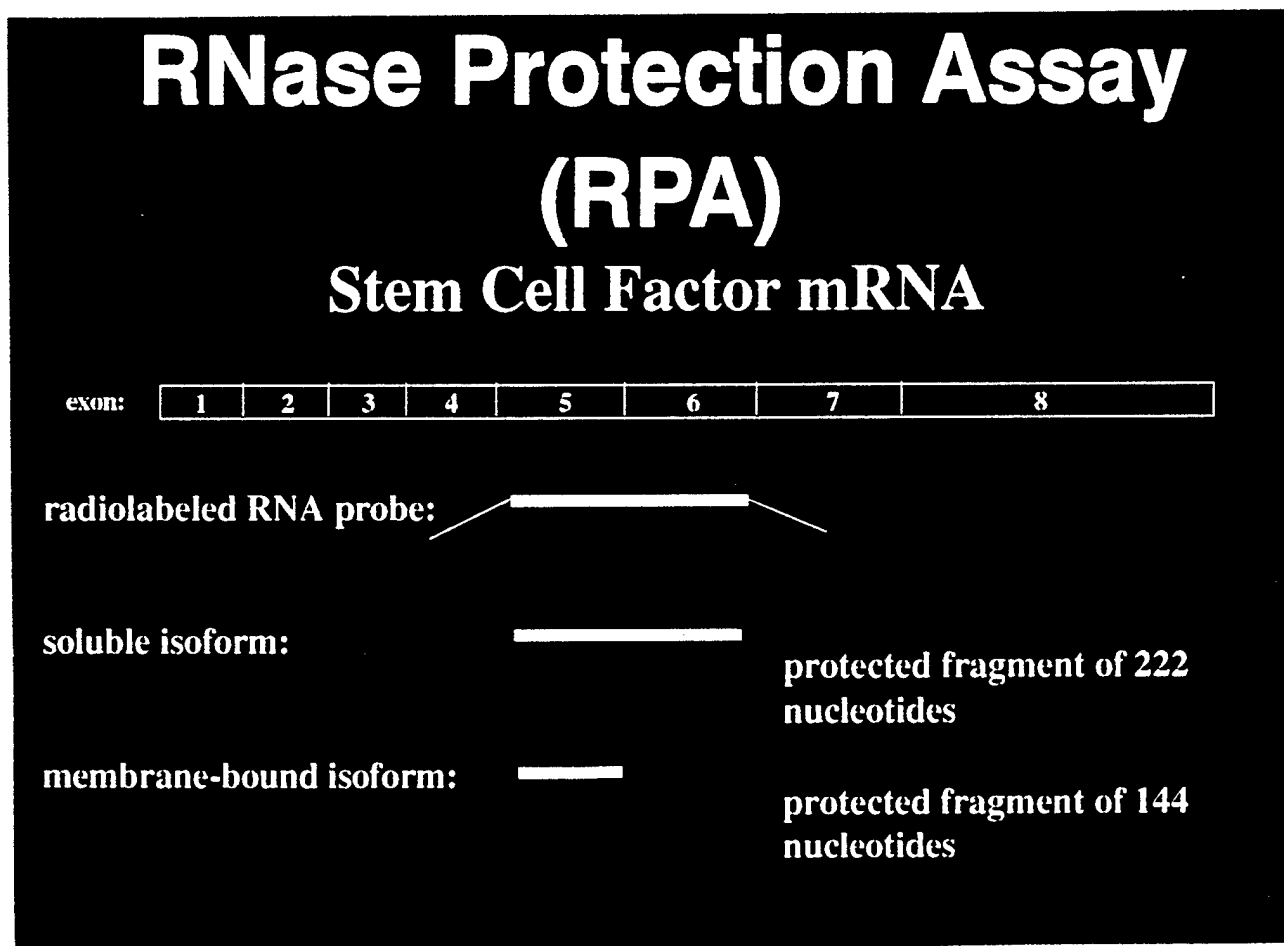 RNase Protection Assay
(RPA)
Stem Cell Factor mRNA
exon: 1 2 3 4 5 6 7 8
radiolabeled RNA probe:
soluble isoform:
protected fragment of 222
nucleotides
membrane-bound isoform:
protected fragment of 144
nucleotides